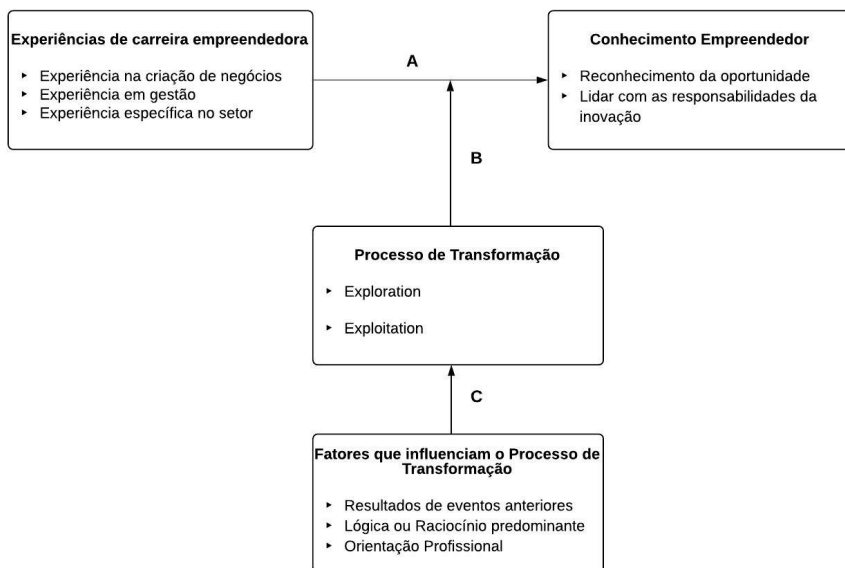 Experiências de carreira empreendedora
‣ Experiência na criação de negócios
‣ Experiência em gestão
‣ Experiência específica no setor
A
Conhecimento Empreendedor
‣ Reconhecimento da oportunidade
‣ Lidar com as responsabilidades da
inovação
B
Processo de Transformação
‣ Exploration
‣ Exploitation
C
Fatores que influenciam o Processo de
Transformação
‣ Resultados de eventos anteriores
‣ Lógica ou Raciocínio predominante
‣ Orientação Profissional